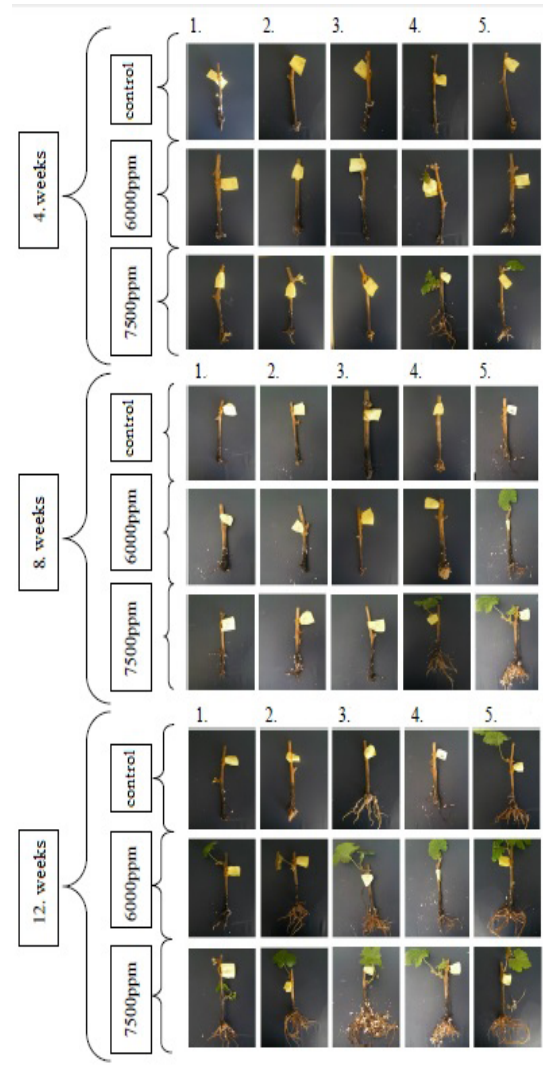 1. 2. 3. 4. 5.
4. weeks
control
6000ppm
7500ppm
1. 2. 3. 4. 5.
8. weeks
control
6000ppm
7500ppm
1. 2. 3. 4. 5.
12. weeks
control
6000ppm
7500ppm